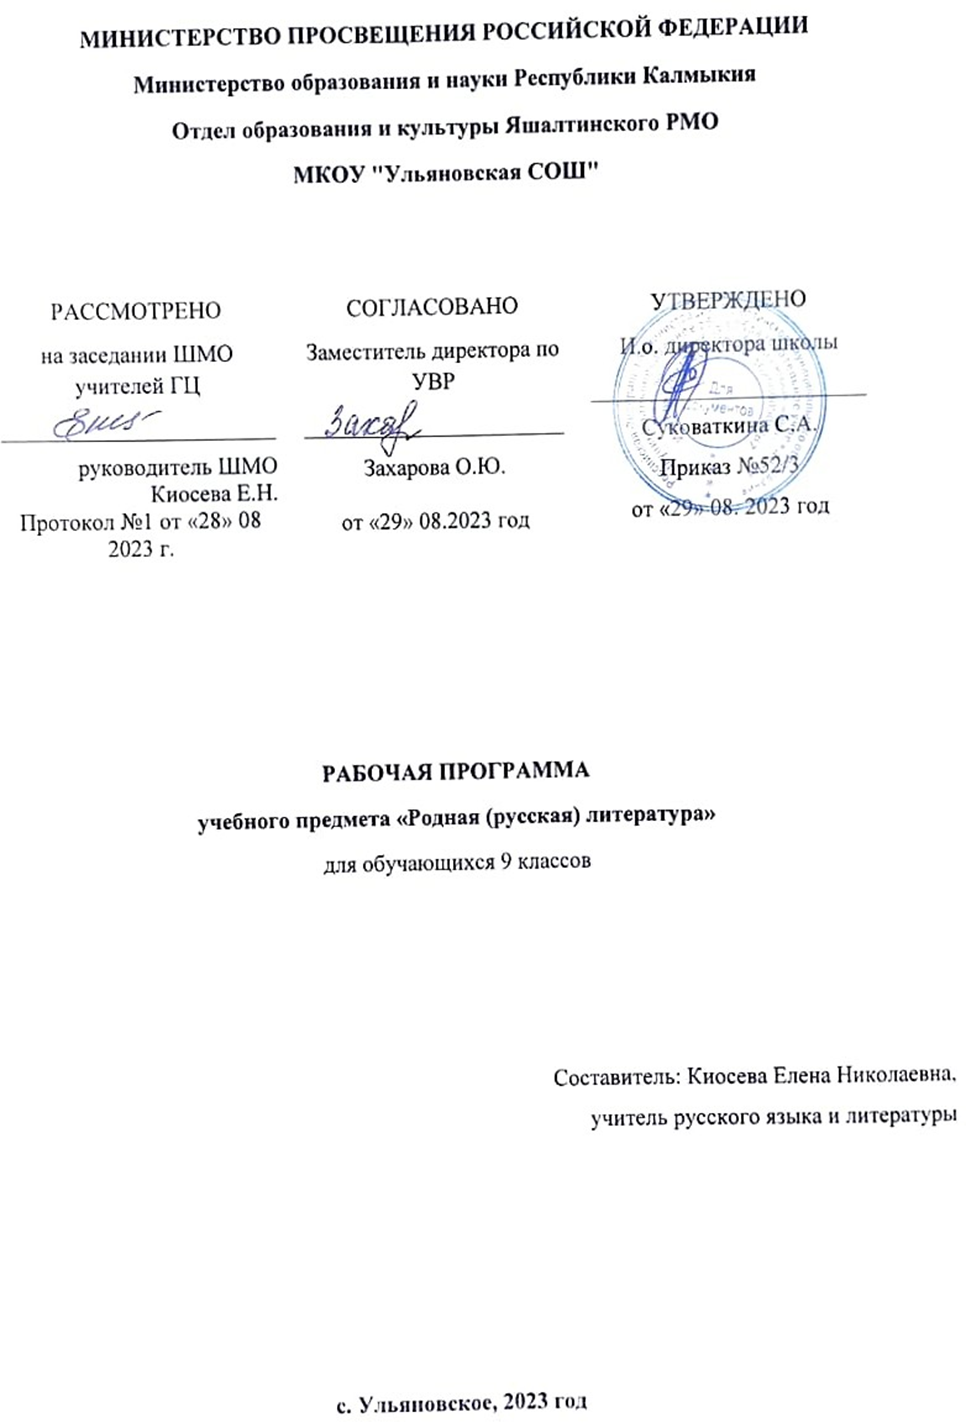 МИНИСТЕРСТВО ПРОСВЕЩЕНИЯ РОССИЙСКОЙ ФЕДЕРАЦИИ
Министерство образования и науки Республики Калмыкия
Отдел образования и культуры Яшалтинского РМО
МКОУ "Ульяновская СОШ"
РАССМОТРЕНО
на заседании ШМО
учителей ГЦ
руководитель ШМО
Киосева Е.Н.
Протокол №1 от «28» 08
2023 г.
СОГЛАСОВАНО
Заместитель директора по
УВР
Захар
Захарова О.Ю.
от «29» 08.2023 год
УТВЕРЖДЕНО
И.о. директора школы
Для
документов
Суковаткина С.А.
Приказ №52/3
от «29» 08. 2023 год
РАБОЧАЯ ПРОГРАММА
учебного предмета «Родная (русская) литература»
для обучающихся 9 классов
Составитель: Киосева Елена Николаевна,
учитель русского языка и литературы
с. Ульяновское, 2023 год